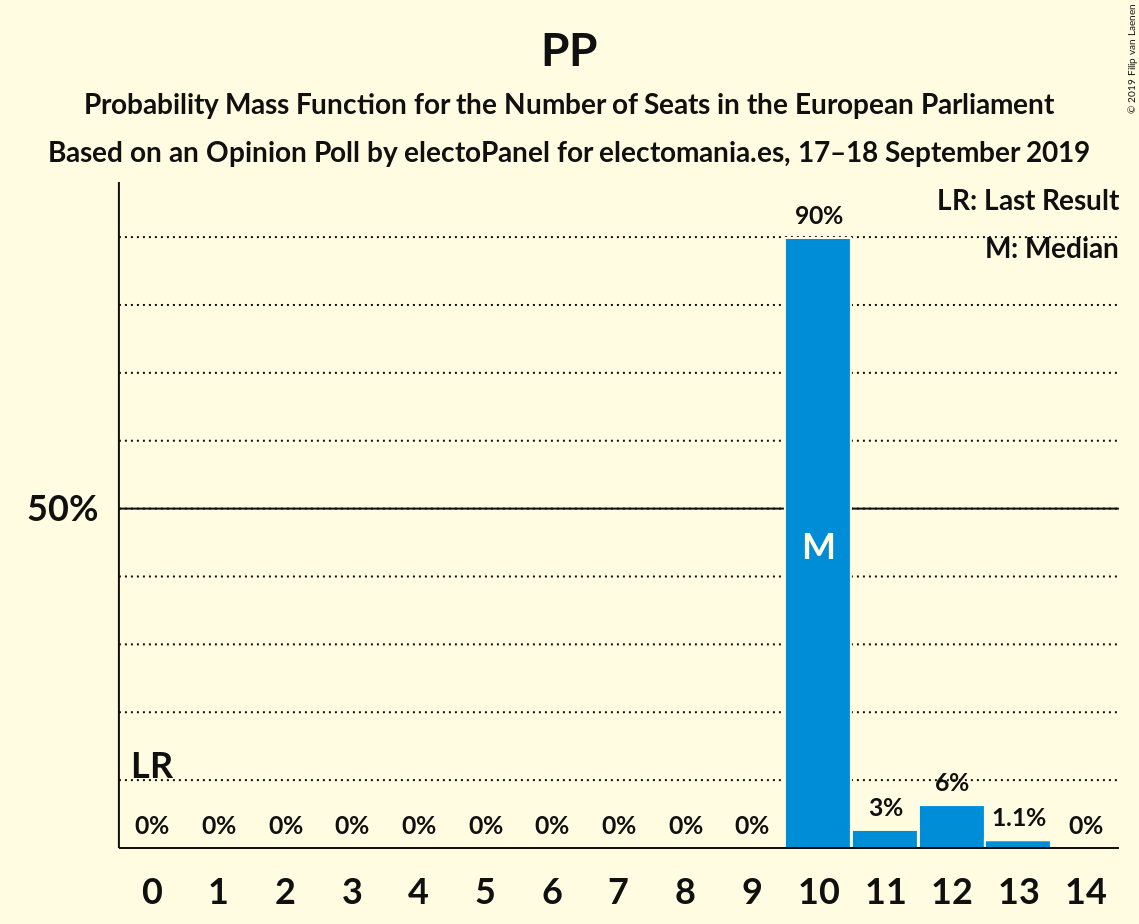 PP
Probability Mass Function for the Number of Seats in the European Parliament
Based on an Opinion Poll by electoPanel for electomania.es, 17–18 September 2019
© 2019 Filip van Laenen
LR: Last Result
M: Median
90%
50%
M
LR
0% 0% 0% 0% 0% 0% 0% 0% 0% 0% 3% 6% 1.1% 0%
0 1 2 3 4 5 6 7 8 9 10 11 12 13 14